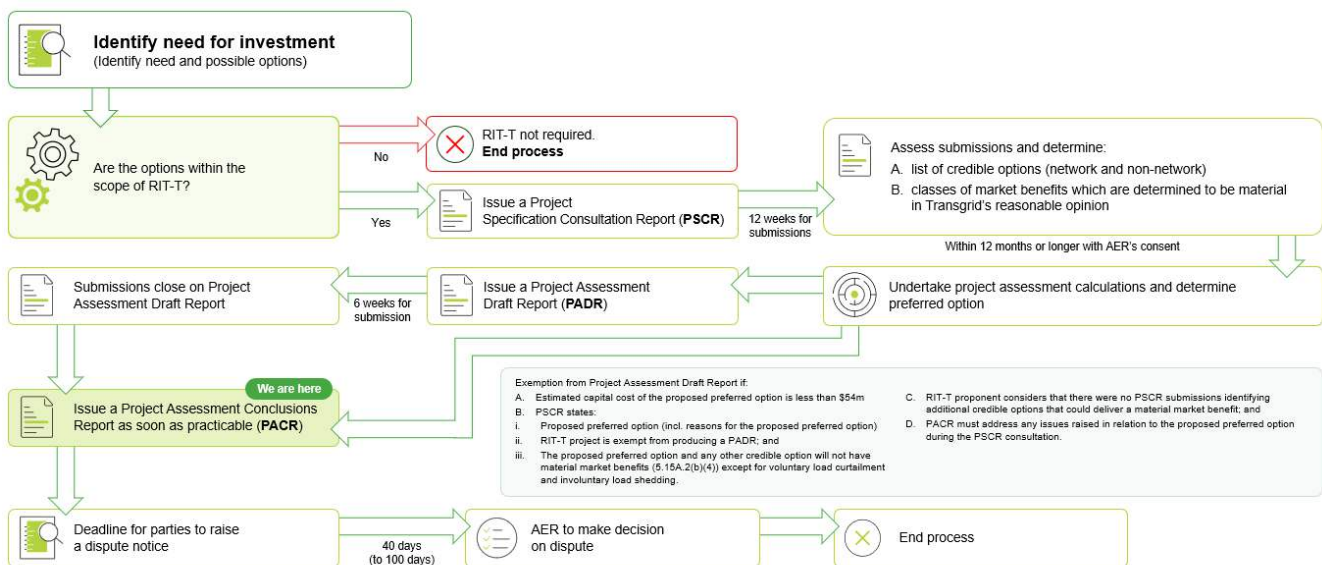 Identify need for investment
(Identify need and possible options)
Are the options within the
scope of RIT-T?
No
RIT-T not required.
End process
Yes
Issue a Project
Specification Consultation Report (PSCR)
12 weeks for
submissions
Assess submissions and determine:
A. list of credible options (network and non-network)
B. classes of market benefits which are determined to be material
in Transgrid's reasonable opinion
Within 12 months or longer with AER's consent
Undertake project assessment calculations and determine
preferred option
Issue a Project Assessment
Draft Report (PADR)
6 weeks for
submission
Submissions close on Project
Assessment Draft Report
We are here
Issue a Project Assessment Conclusions
Report as soon as practicable (PACR)
Exemption from Project Assessment Draft Report if:
A. Estimated capital cost of the proposed preferred option is less than $54m
B. PSCR states:
i. Proposed preferred option (incl. reasons for the proposed preferred option)
ii. RIT-T project is exempt from producing a PADR; and
iii. The proposed preferred option and any other credible option will not have
material market benefits (5.15A.2(b)(4)) except for voluntary load curtailment
and involuntary load shedding.
C. RIT-T proponent considers that there were no PSCR submissions identifying
additional credible options that could deliver a material market benefit; and
D. PACR must address any issues raised in relation to the proposed preferred option
during the PSCR consultation.
Deadline for parties to raise
a dispute notice
40 days
(to 100 days)
AER to make decision
on dispute
End process